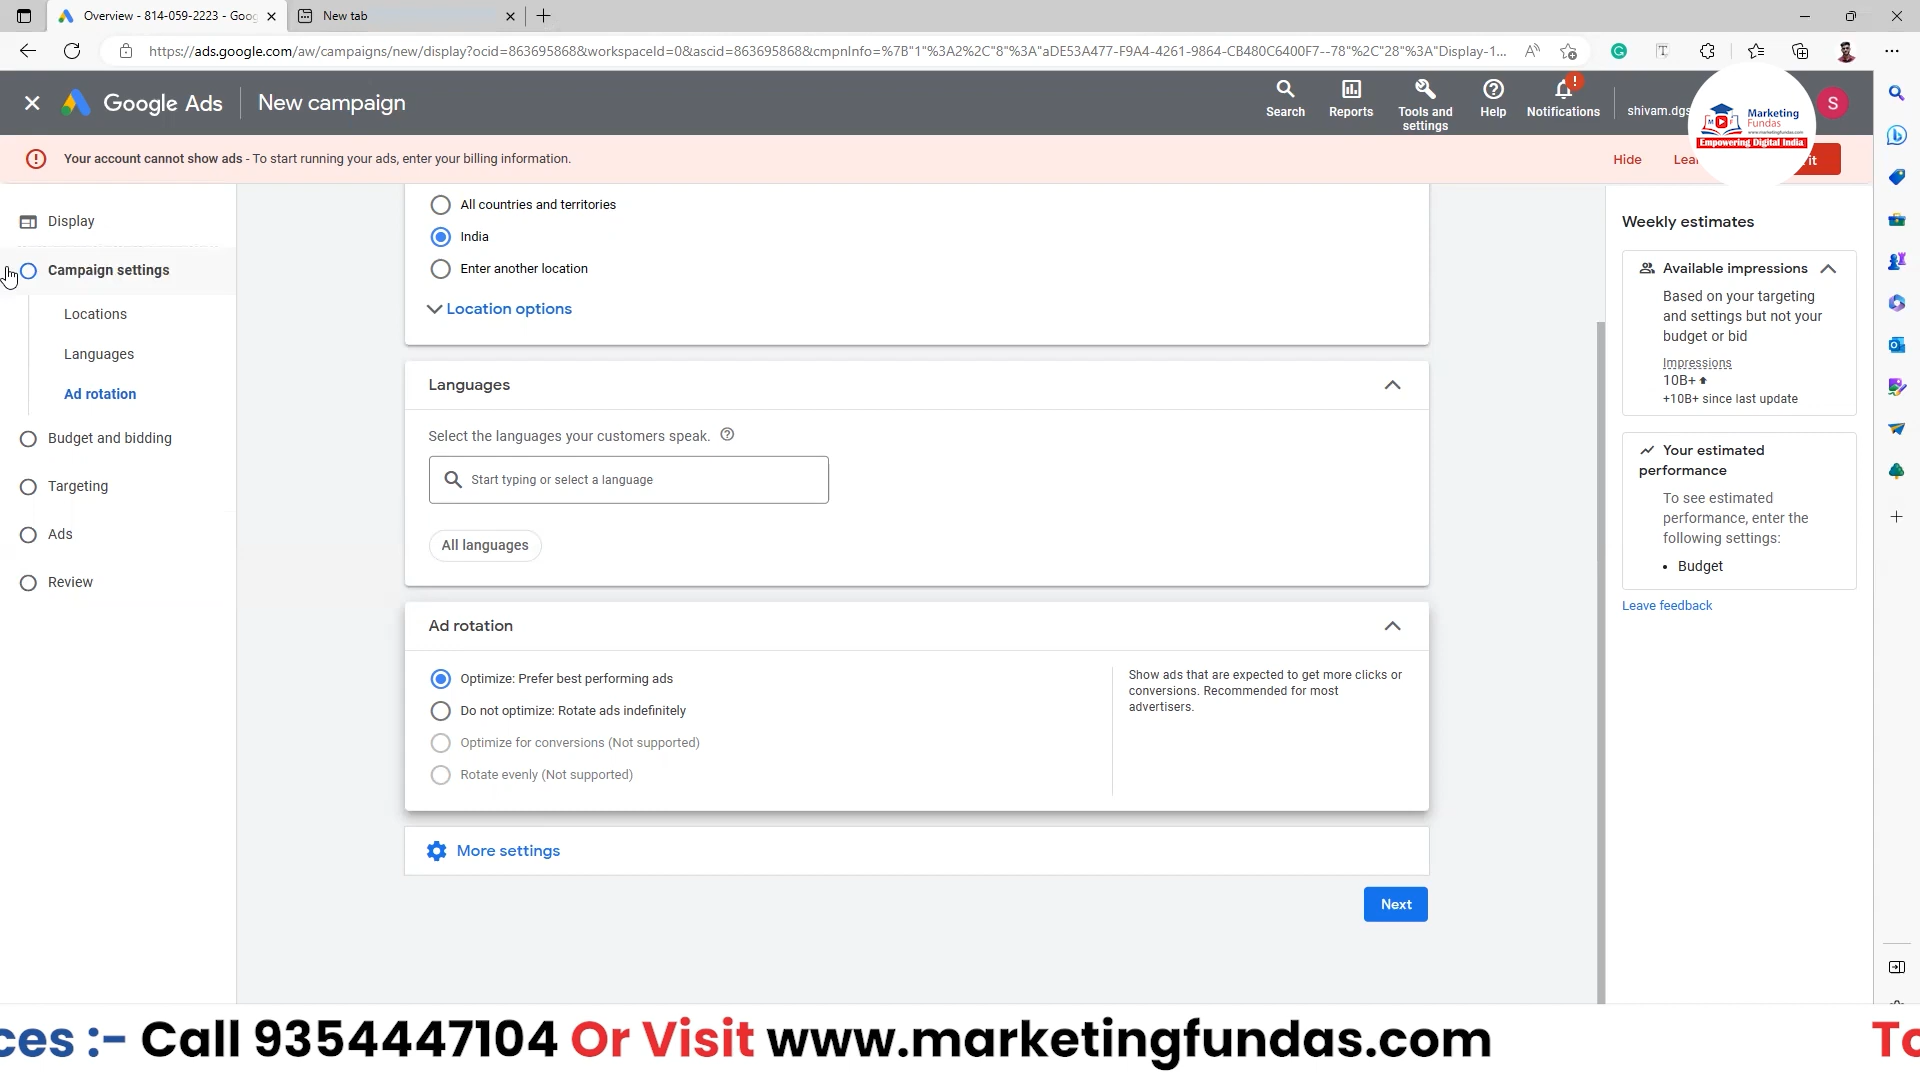 Overview - 814-059-2223 - Goog
New tab
https://ads.google.com/aw/campaigns/new/display?ocid=863695868&workspaceId=0&ascid=863695868&cmpnInfo=%7B"1"%3A2%2C"8"%3A"aDE53A477-F9A4-4261-9864-CB480C6400F7--78"%2C"28"%3A"Display-1...
Google Ads
New campaign
Search
Reports
Tools and
settings
Help
Notifications
shivam.dgs
S
Marketing
Fundas
www.marketingfundas.com
Empowering Digital India
Your account cannot show ads - To start running your ads, enter your billing information.
Hide
Lea
it
Display
Campaign settings
Locations
Languages
Ad rotation
Budget and bidding
Targeting
Ads
Review
All countries and territories
India
Enter another location
Location options
Languages
Select the languages your customers speak.
Start typing or select a language
All languages
Ad rotation
Optimize: Prefer best performing ads
Do not optimize: Rotate ads indefinitely
Optimize for conversions (Not supported)
Rotate evenly (Not supported)
Show ads that are expected to get more clicks or
conversions. Recommended for most
advertisers.
More settings
Next
Weekly estimates
Available impressions
Based on your targeting
and settings but not your
budget or bid
Impressions
10B+
+10B+ since last update
Your estimated
performance
To see estimated
performance, enter the
following settings:
• Budget
Leave feedback
ces :- Call 9354447104 Or Visit www.marketingfundas.com
To